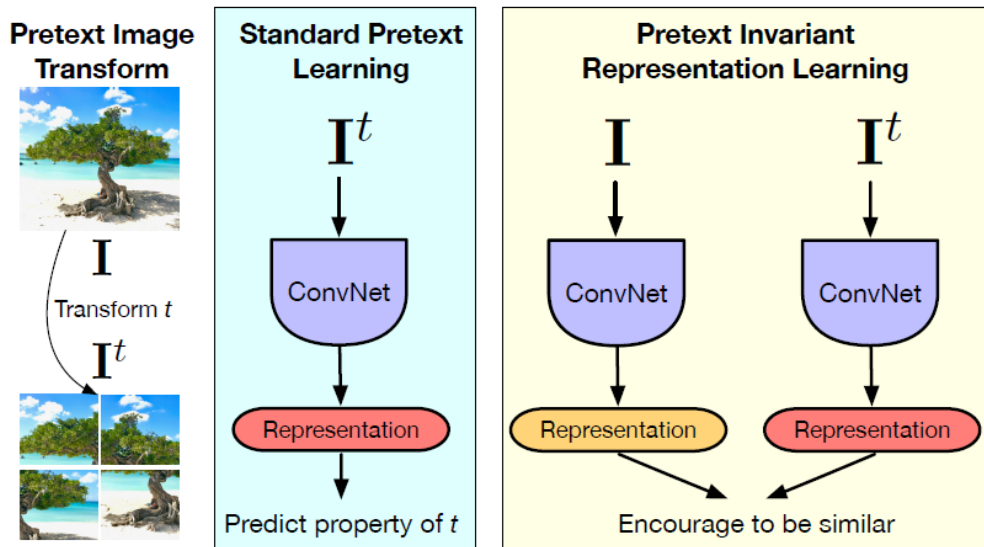 Pretext Image
Transform
I
Transform t
I^t
Standard Pretext
Learning
I^t
ConvNet
Representation
Predict property of t
Pretext Invariant
Representation Learning
I
I^t
ConvNet
ConvNet
Representation
Representation
Encourage to be similar